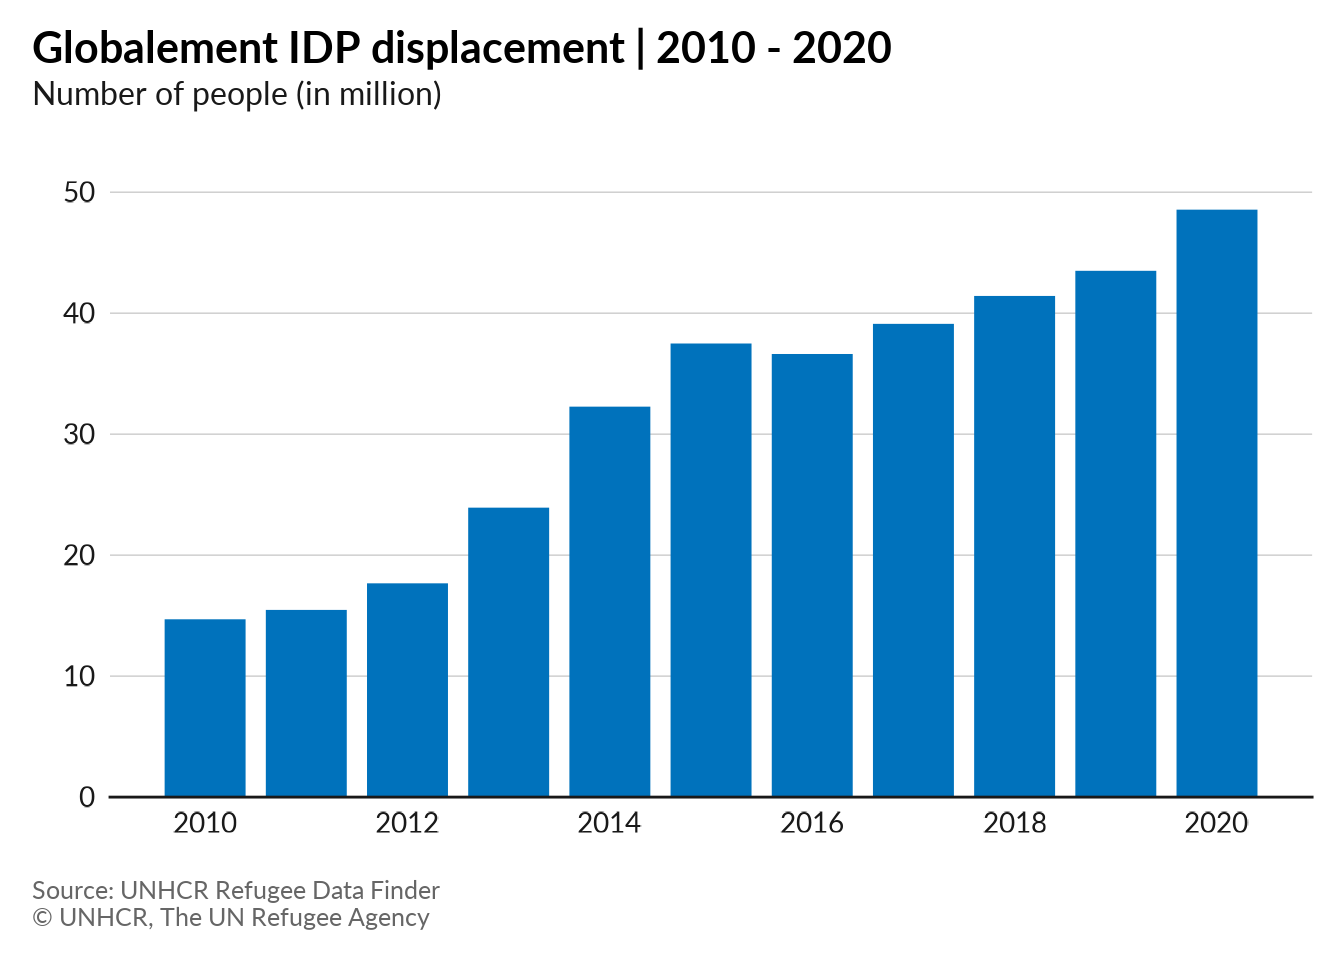 Globalement IDP displacement | 2010 - 2020
Number of people (in million)
50
40
30
20
10
0
2010 2012 2014 2016 2018 2020
Source: UNHCR Refugee Data Finder
© UNHCR, The UN Refugee Agency